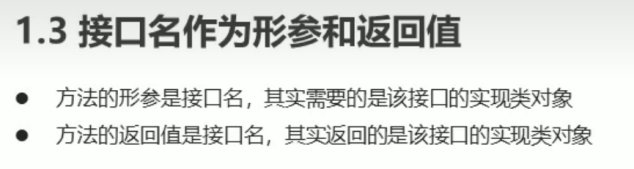 1.3 接口名作为形参和返回值
● 方法的形参是接口名，其实需要的是该接口的实现类对象
● 方法的返回值是接口名，其实返回的是该接口的实现类对象